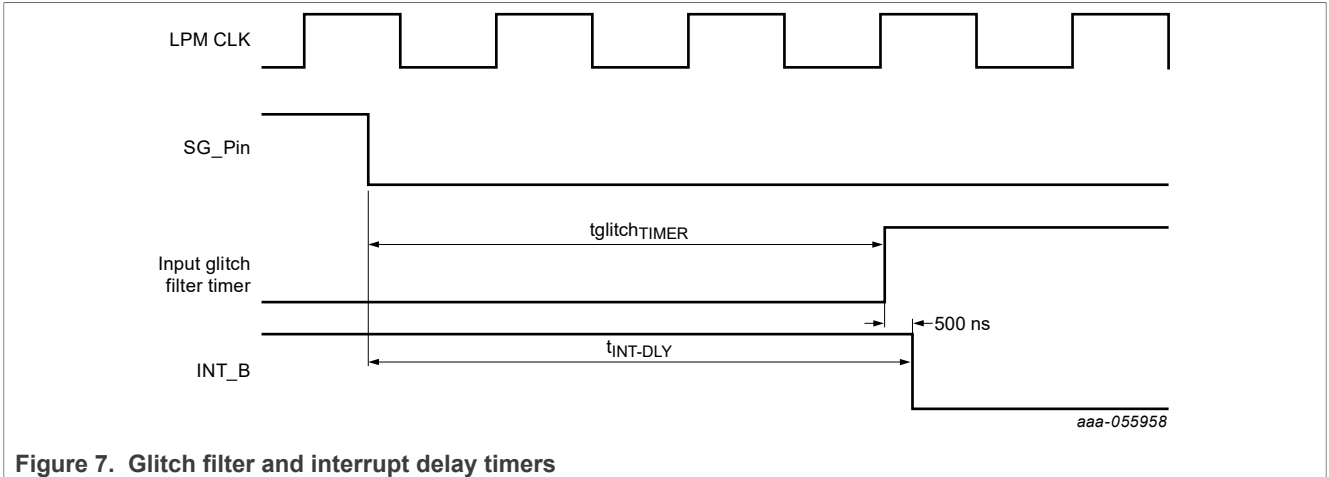 LPM CLK
SG_Pin
tglitchTIMER
Input glitch
filter timer
500 ns
tINT-DLY
INT_B
aaa-055958
Figure 7. Glitch filter and interrupt delay timers